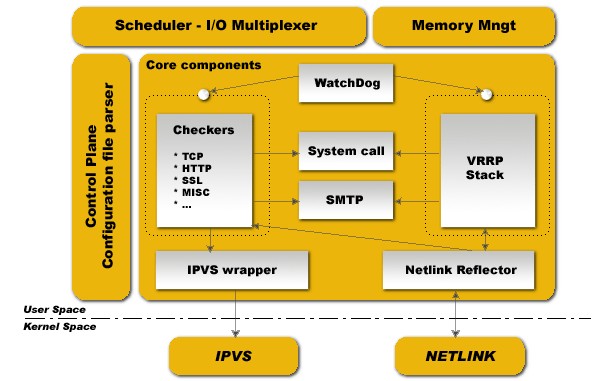 Scheduler - I/O Multiplexer
Memory Mngt
Control Plane
Configuration file parser
Core components
WatchDog
Checkers
* TCP
* HTTP
* SSL
* MISC
* ...
System call
SMTP
VRRP
Stack
IPVS wrapper
Netlink Reflector
User Space
Kernel Space
IPVS
NETLINK